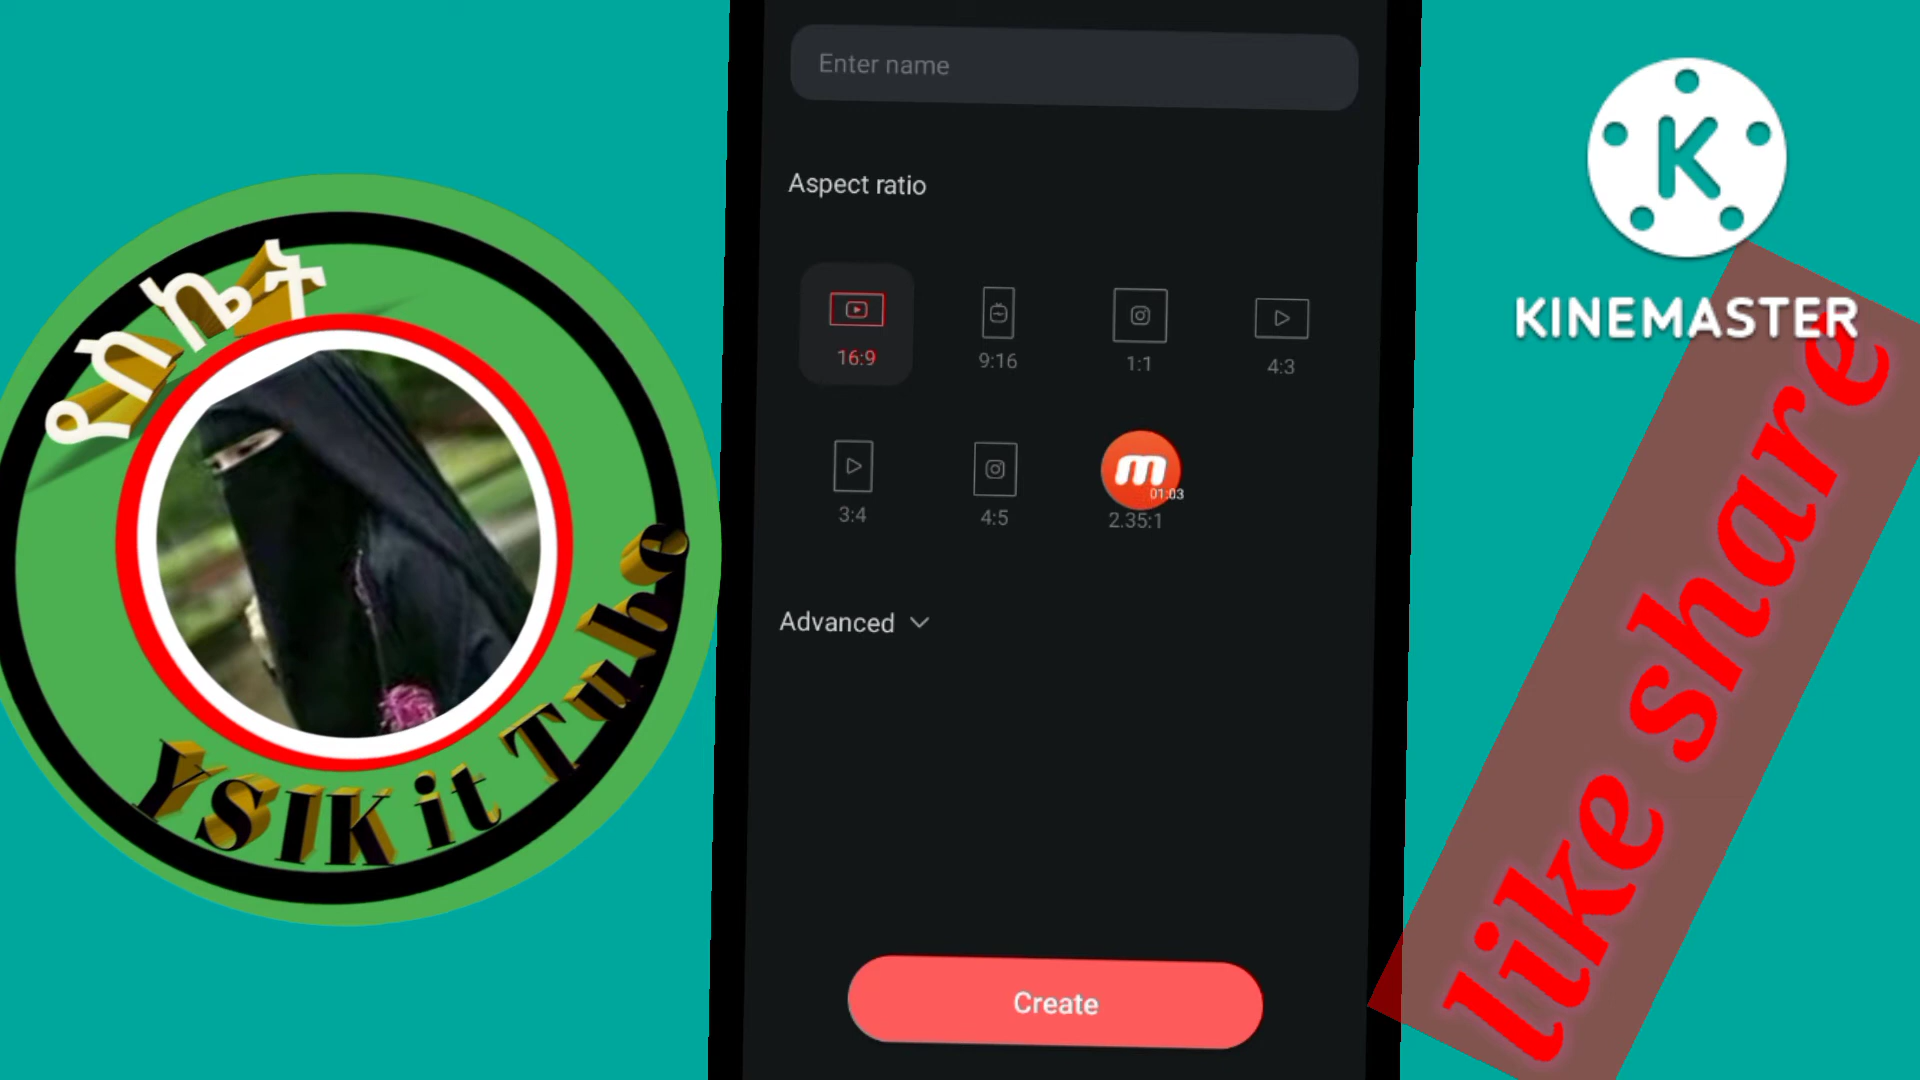 Enter name
Aspect ratio
16:9
9:16
1:1
4:3
3:4
4:5
m
01:03
2.35:1
Advanced
Create
YSIK it Tube
K
KINEMASTER
like share